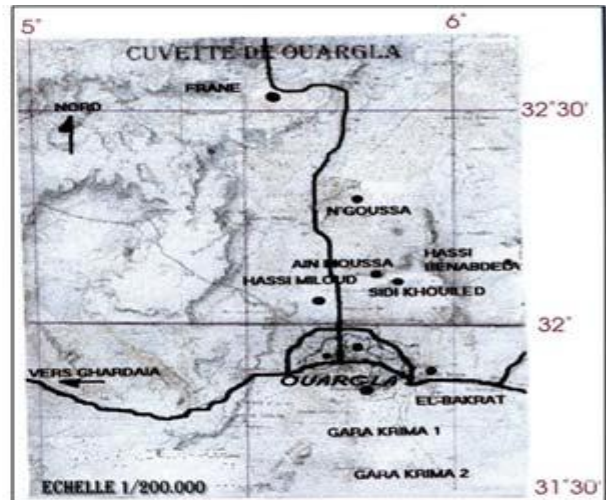 5° 6°
CUVETTE DE OUARGLA
FRANE
NORD
32°30
N'GOUSSA
AIN MOUSSA
HASSI
BENABDELA
HASSI MILOUD
SIDI KHOUILED
32°
VERS GHARDAIA
OUARGLA
EL-BAKRAT
GARA KRIMA 1
GARA KRIMA 2
ECHELLE 1/200.000
31°30